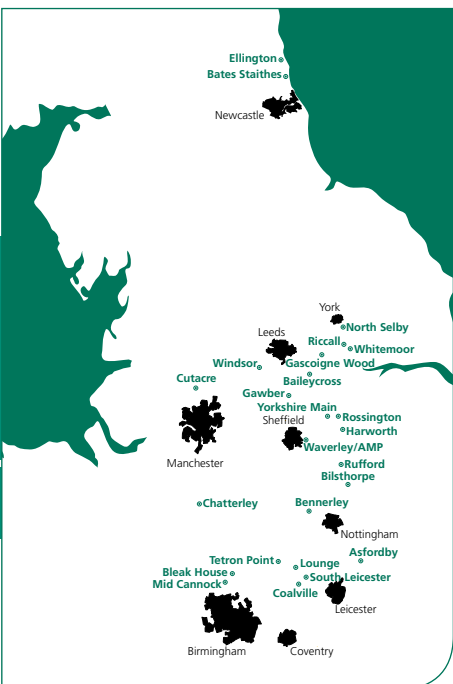 Ellington
Bates Staithes
Newcastle
York
North Selby
Leeds
Riccall
Whitemoor
Windsor
Gascoigne Wood
Cutacre
Baileycross
Gawber
Yorkshire Main
Rossington
Sheffield
Harworth
Waverley/AMP
Manchester
Rufford
Bilsthorpe
Chatterley
Bennerley
Nottingham
Asfordby
Tetron Point
Lounge
Bleak House
South Leicester
Mid Cannock
Coalville
Leicester
Birmingham
Coventry